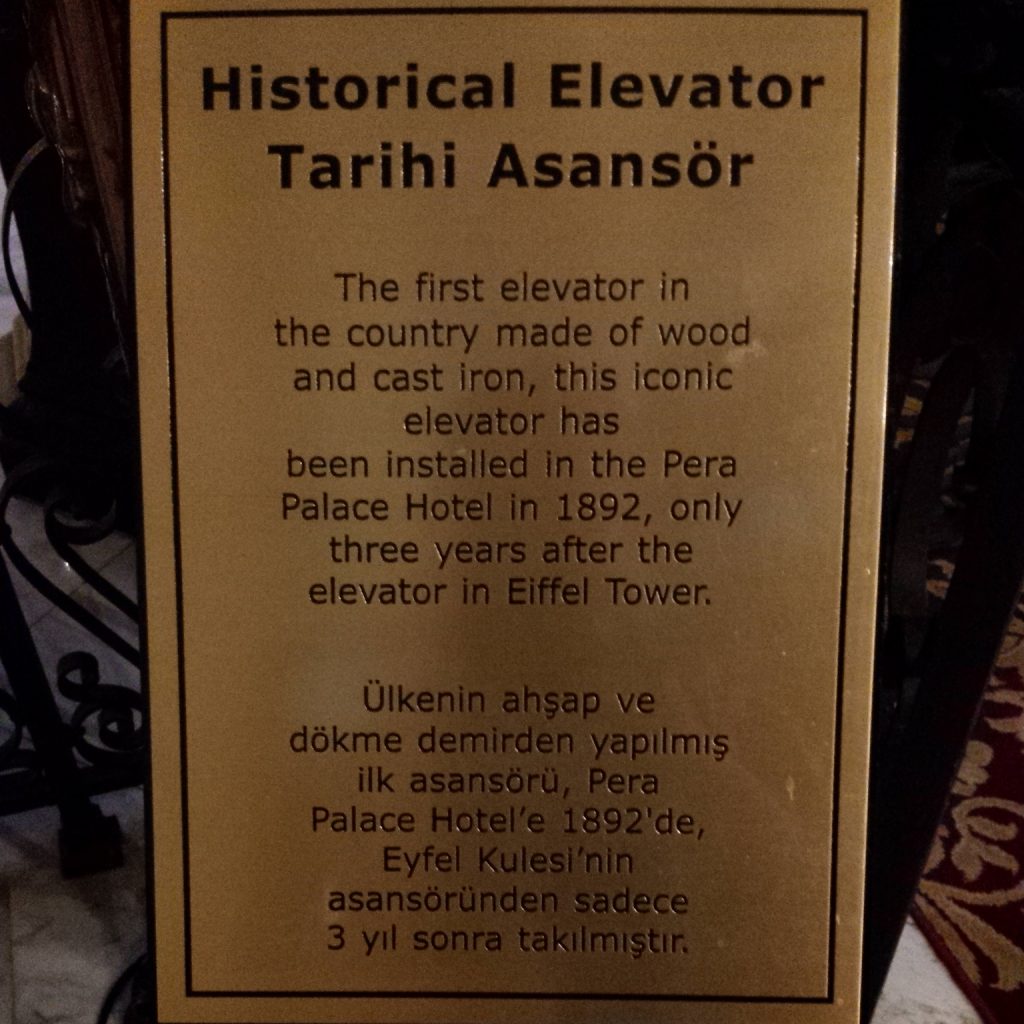 Historical Elevator
Tarihi Asansör
The first elevator in
the country made of wood
and cast iron, this iconic
elevator has
been installed in the Pera
Palace Hotel in 1892, only
three years after the
elevator in Eiffel Tower.
Ülkenin ahşap ve
dökme demirden yapılmış
ilk asansörü, Pera
Palace Hotel’e 1892'de,
Eyfel Kulesi’nin
asansöründen sadece
3 yıl sonra takılmıştır.